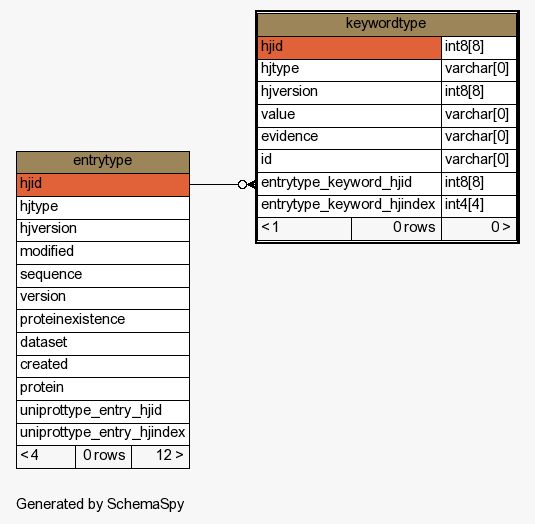 keywordtype
hjid int8[8]
hjtype varchar[0]
hjversion int8[8]
value varchar[0]
evidence varchar[0]
id varchar[0]
entrytype_keyword_hjid int8[8]
entrytype_keyword_hjindex int4[4]
< 1 0 rows 0 >
entrytype
hjid
hjtype
hjversion
modified
sequence
version
proteinexistence
dataset
created
protein
uniprottype_entry_hjid
uniprottype_entry_hjindex
< 4 0 rows 12 >
Generated by SchemaSpy